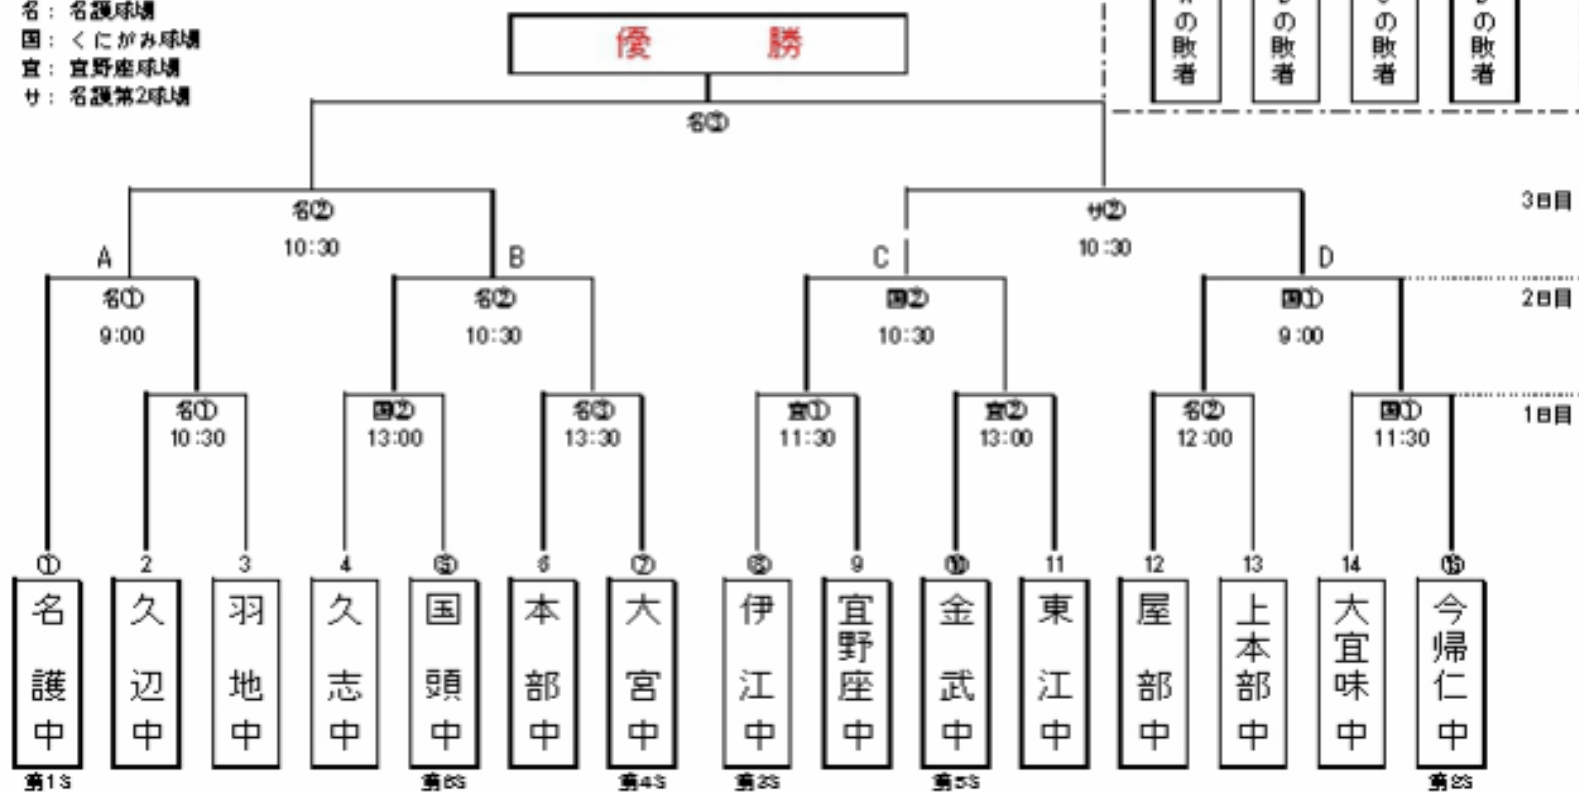 名：名護球場
国：くにがみ球場
宜：宜野座球場
サ：名護第2球場
優 勝
の敗者
の敗者
の敗者
の敗者
名③
3日目
名②
10:30
サ②
10:30
A
B
C
D
2日目
名①
9:00
名②
10:30
国②
10:30
国①
9:00
1日目
名①
10:30
国②
13:00
名③
13:30
宜①
11:30
宜②
13:00
名②
12:00
国①
11:30
① 2 3 4 ⑤ 6 ⑦ ⑧ 9 ⑩ 11 12 13 14 ⑮
名護中
久辺中
羽地中
久志中
国頭中
本部中
大宮中
伊江中
宜野座中
金武中
東江中
屋部中
上本部中
大宜味中
今帰仁中
第1S
第6S
第4S
第3S
第5S
第2S